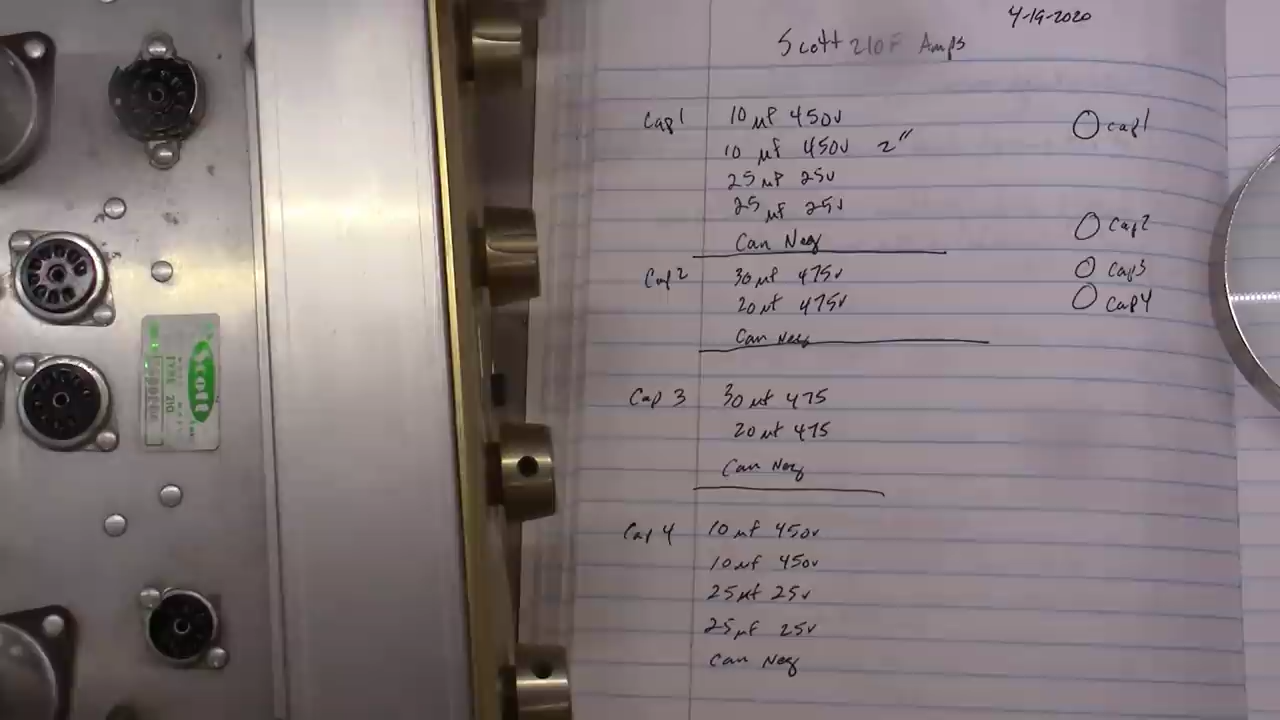 4-19-2020
Scott 210F Amps
Cap 1 10 µf 450v
10 µf 450v 2"
25 µf 25v
25 µf 25v
Can Neg
Cap 2 30 µf 475v
20 µf 475v
Can Neg
Cap 3 30 µf 475
20 µf 475
Can Neg
Cap 4 10 µf 450v
10 µf 450v
25 µf 25v
25 µf 25v
Can Neg
Cap 1
Cap 2
Cap 3
Cap 4
Scott
TYPE 210